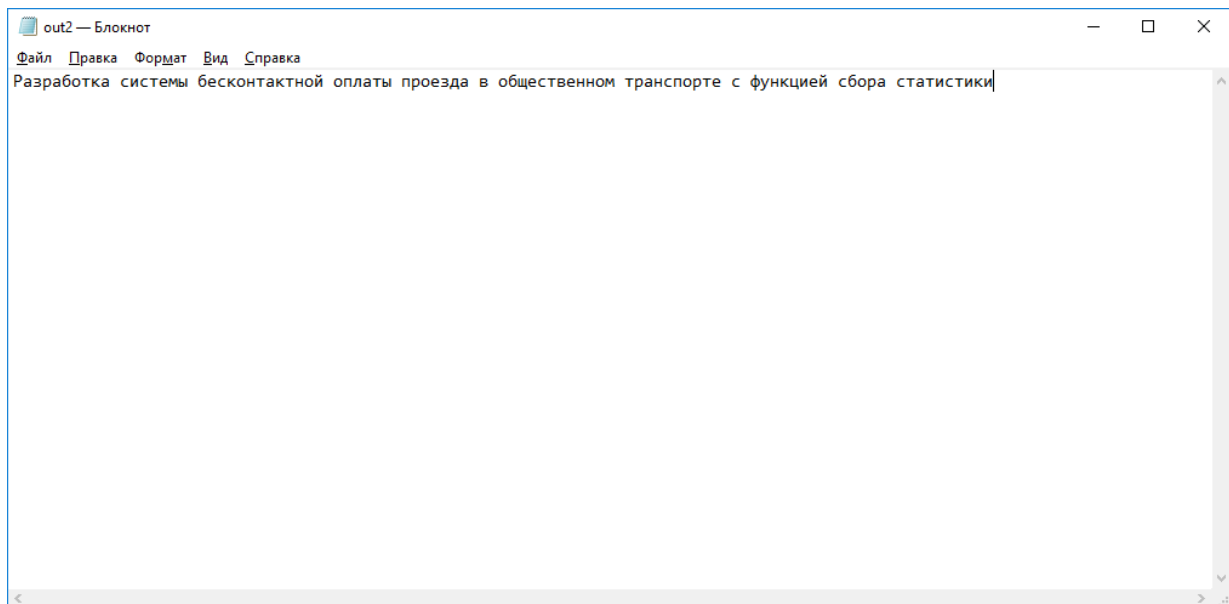 out2 — Блокнот
Файл Правка Формат Вид Справка
Разработка системы бесконтактной оплаты проезда в общественном транспорте с функцией сбора статистики